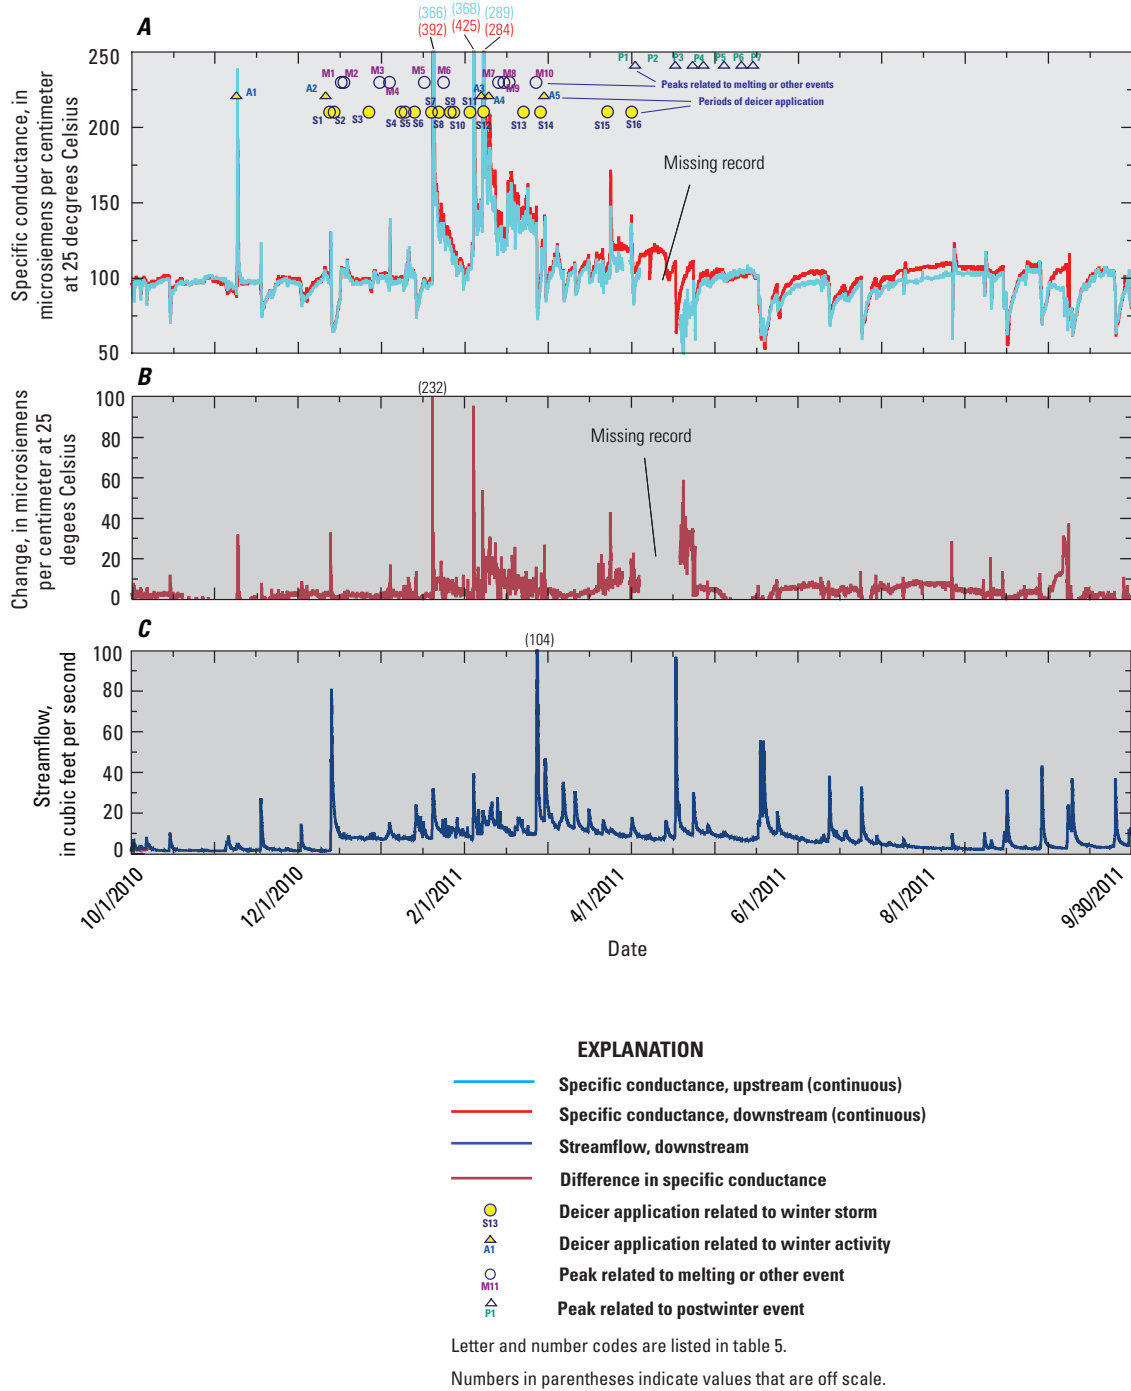 A
(366)
(392)
(368)
(425)
(289)
(284)
Specific conductance, in
microsiemens per centimeter
at 25 decgrees Celsius
250
200
150
100
50
P1 P2 P3 P4 P5 P6 P7
M1 M2 M3 M4 M5 M6 M7 M8 M9 M10
Peaks related to melting or other events
A1 A2 A3 A4 A5
Periods of deicer application
S1 S2 S3 S4 S5 S6 S7 S8 S9 S10 S11 S12 S13 S14 S15 S16
Missing record
B
(232)
Change, in microsiemens
per centimeter at 25
degees Celsius
100
80
60
40
20
0
Missing record
C
(104)
Streamflow,
in cubic feet per second
100
80
60
40
20
0
10/1/2010
12/1/2010
2/1/2011
4/1/2011
6/1/2011
8/1/2011
9/30/2011
Date
EXPLANATION
Specific conductance, upstream (continuous)
Specific conductance, downstream (continuous)
Streamflow, downstream
Difference in specific conductance
S13 Deicer application related to winter storm
A1 Deicer application related to winter activity
M11 Peak related to melting or other event
P1 Peak related to postwinter event
Letter and number codes are listed in table 5.
Numbers in parentheses indicate values that are off scale.